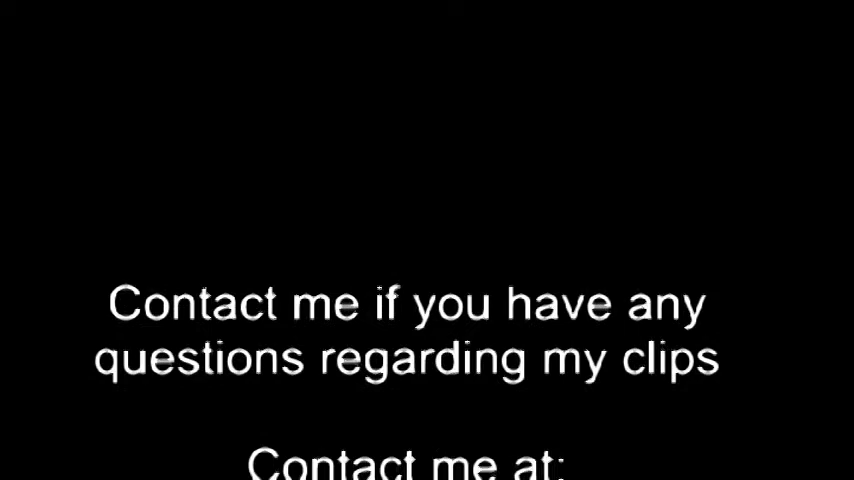 Contact me if you have any
questions regarding my clips
Contact me at: